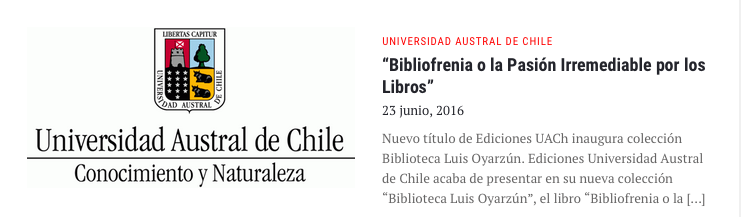 LIBERTAS CAPITUR
UNIVERSIDAD AUSTRAL DE CHILE
Universidad Austral de Chile
Conocimiento y Naturaleza
UNIVERSIDAD AUSTRAL DE CHILE
“Bibliofrenia o la Pasión Irremediable por los
Libros”
23 junio, 2016
Nuevo título de Ediciones UACh inaugura colección
Biblioteca Luis Oyarzún. Ediciones Universidad Austral
de Chile acaba de presentar en su nueva colección
“Biblioteca Luis Oyarzún”, el libro “Bibliofrenia o la [...]